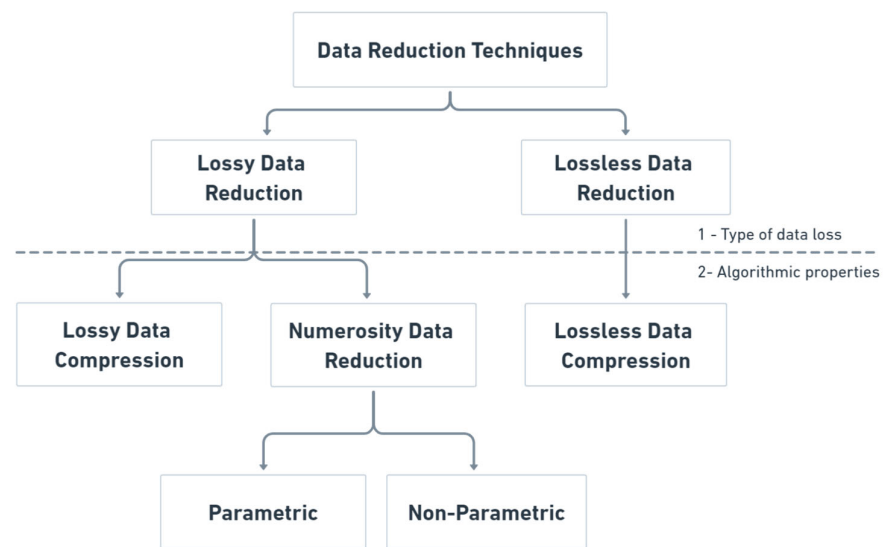 Data Reduction Techniques
Lossy Data
Reduction
Lossless Data
Reduction
1 - Type of data loss
2- Algorithmic properties
Lossy Data
Compression
Numerosity Data
Reduction
Lossless Data
Compression
Parametric
Non-Parametric